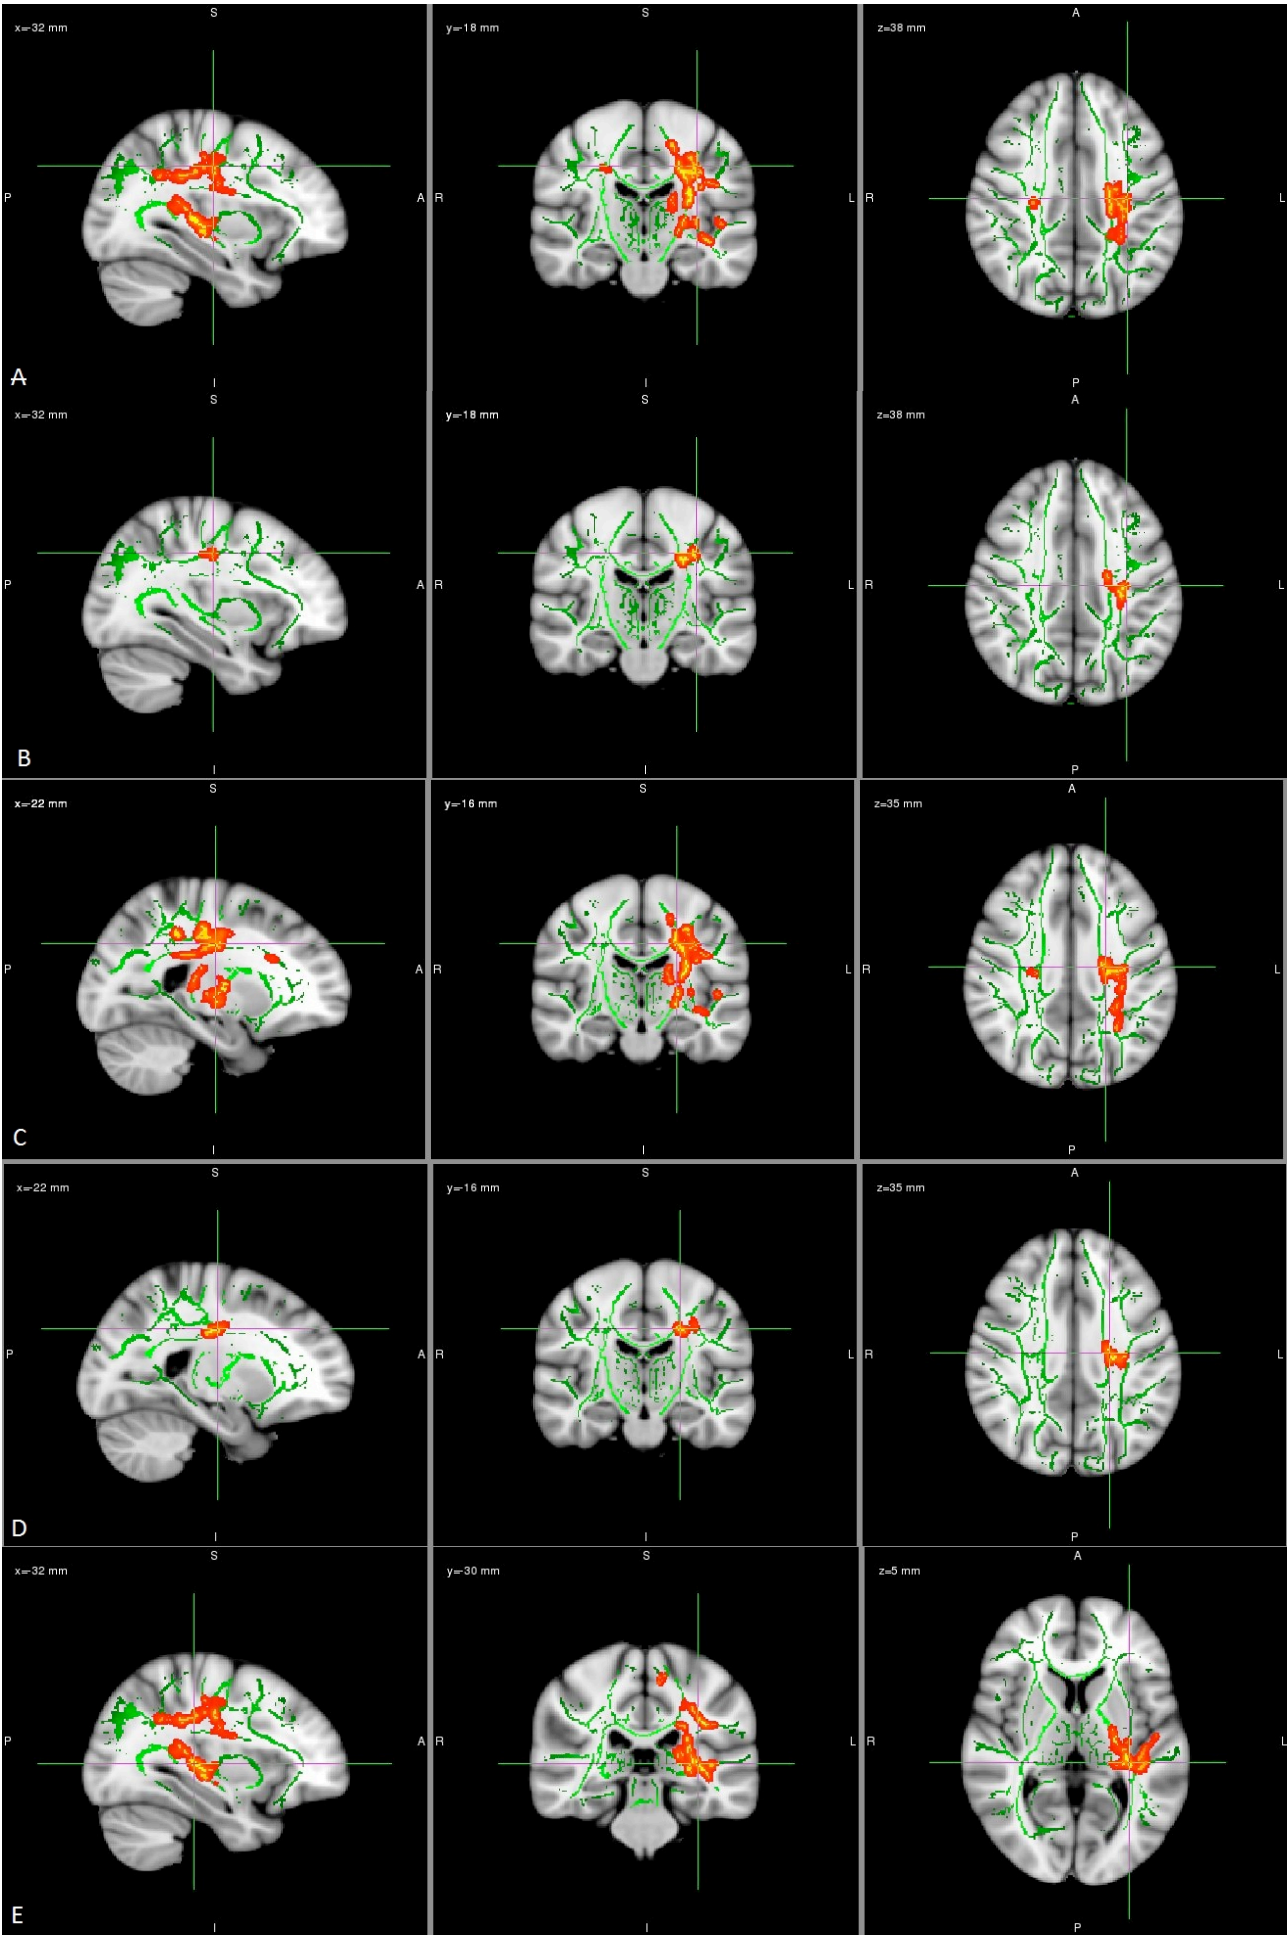 x=-32 mm S y=-18 mm z=38 mm A
P A R L R L
A I I P
x=-32 mm S y=-18 mm S z=38 mm A
P A R L R L
B I I P
x=-22 mm S y=-16 mm S z=35 mm A
P A R L R L
C I I P
x=-22 mm S y=-16 mm S z=35 mm A
P A R L R L
D I I P
x=-32 mm S y=-30 mm S z=5 mm A
P A R L R L
E I I P